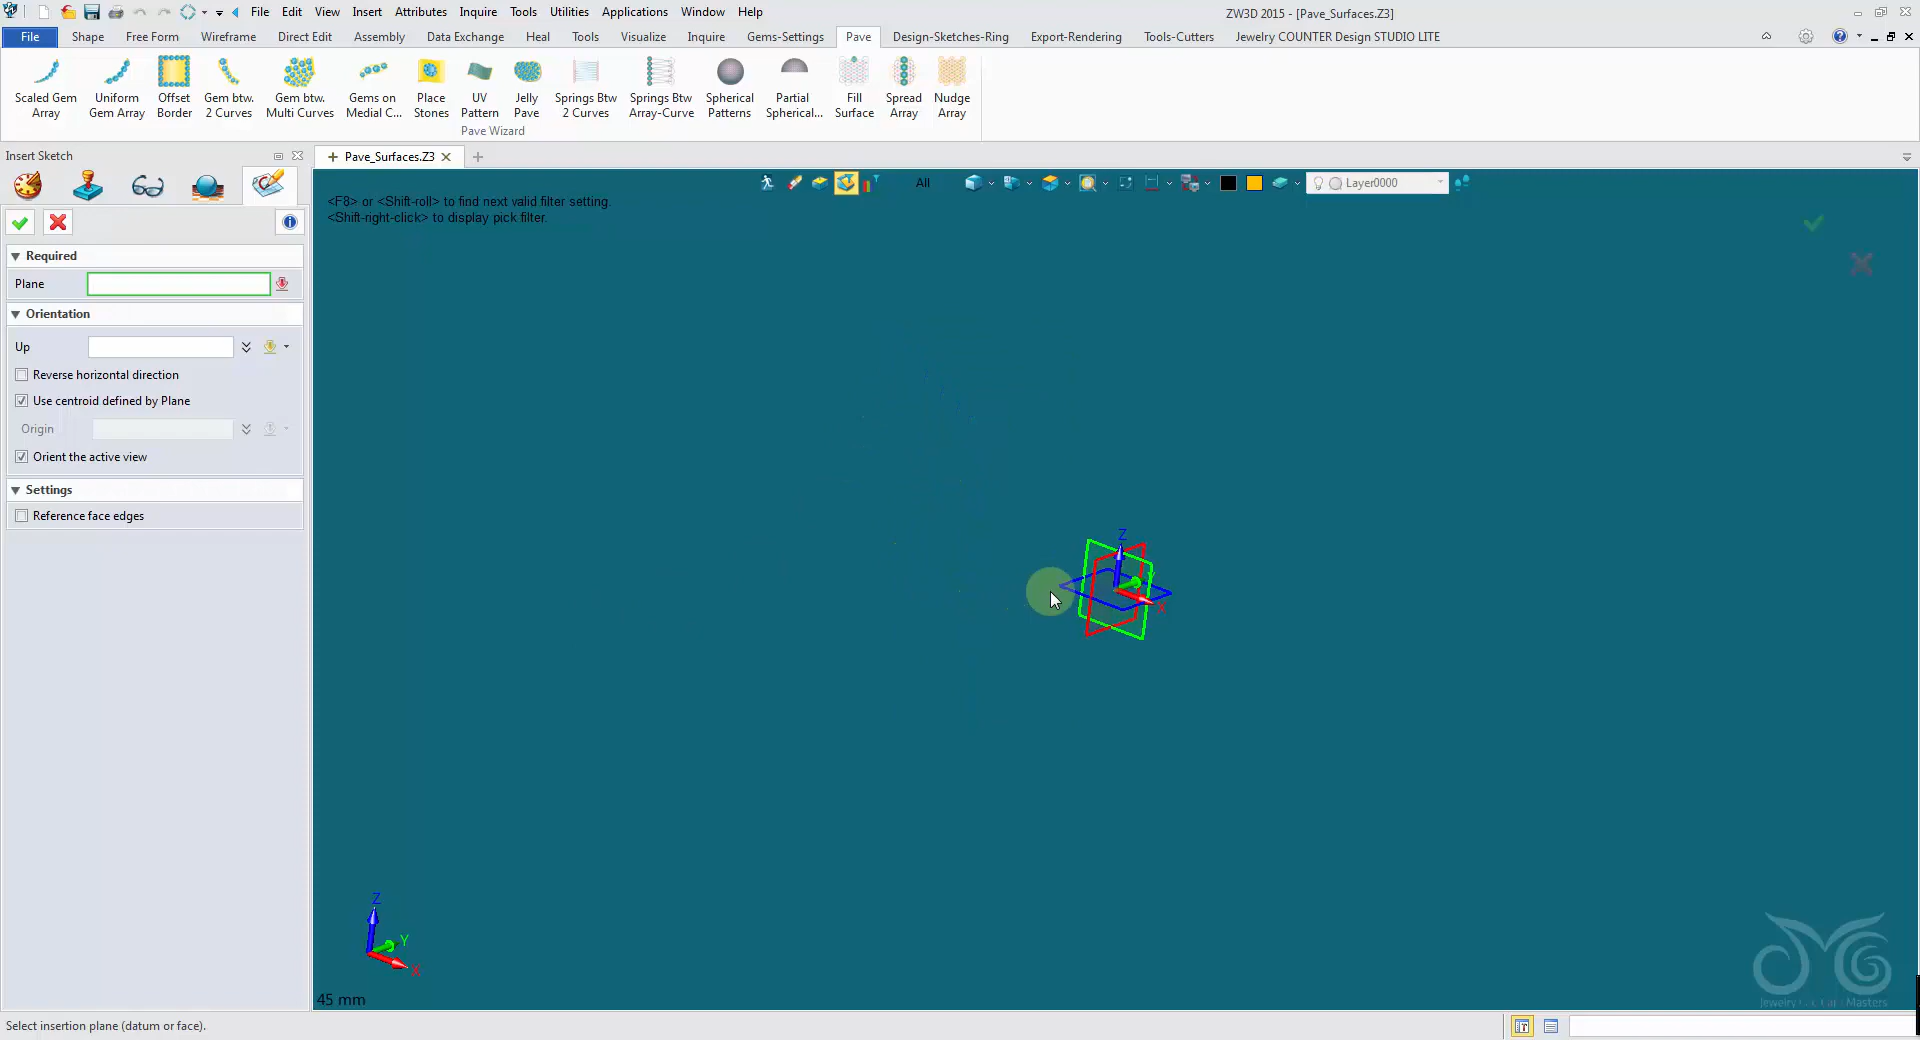 File Edit View Insert Attributes Inquire Tools Utilities Applications Window Help
ZW3D 2015 - [Pave_Surfaces.Z3]
File Shape Free Form Wireframe Direct Edit Assembly Data Exchange Heal Tools Visualize Inquire Gems-Settings Pave Design-Sketches-Ring Export-Rendering Tools-Cutters Jewelry COUNTER Design STUDIO LITE
Scaled Gem Array
Uniform Gem Array
Offset Border
Gem btw. 2 Curves
Gem btw. Multi Curves
Gems on Medial C...
Place Stones
UV Pattern
Jelly Pave
Springs Btw 2 Curves
Springs Btw Array-Curve
Spherical Patterns
Partial Spherical...
Fill Surface
Spread Array
Nudge Array
Pave Wizard
Insert Sketch
Pave_Surfaces.Z3
All
Layer0000
<F8> or <Shift-roll> to find next valid filter setting.
<Shift-right-click> to display pick filter.
Required
Plane
Orientation
Up
Reverse horizontal direction
Use centroid defined by Plane
Origin
Orient the active view
Settings
Reference face edges
Z
Y
X
Z
Y
X
45 mm
Select insertion plane (datum or face).